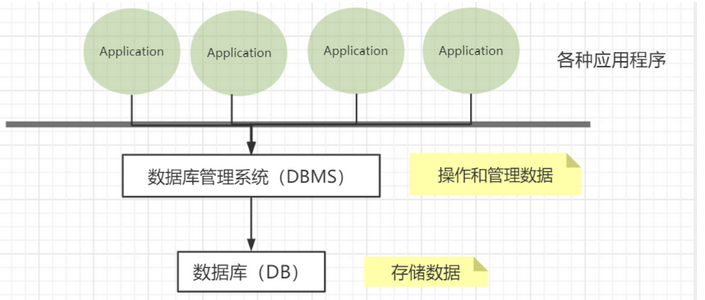 Application
Application
Application
Application
各种应用程序
数据库管理系统（DBMS）
操作和管理数据
数据库（DB）
存储数据